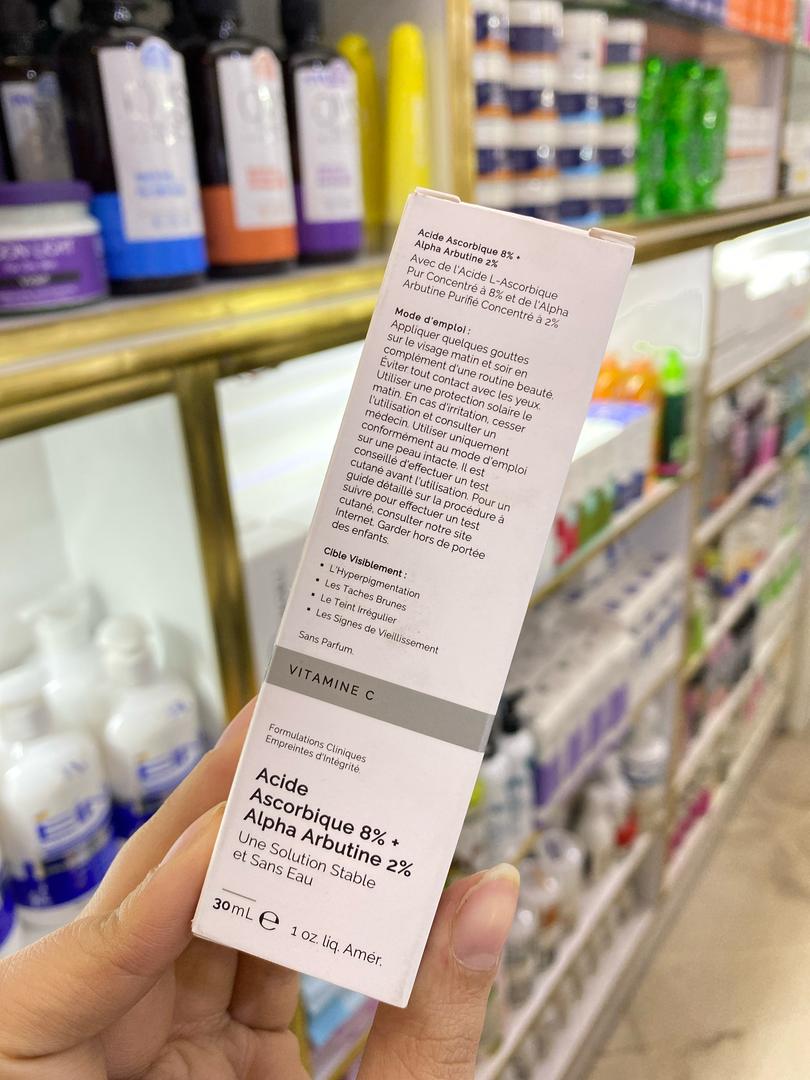 Acide Ascorbique 8% +
Alpha Arbutine 2%
Avec de l'Acide L-Ascorbique
Pur Concentré à 8% et de l'Alpha
Arbutine Purifié Concentré à 2%
Mode d'emploi :
Appliquer quelques gouttes
sur le visage matin et soir en
complément d'une routine beauté.
Éviter tout contact avec les yeux.
Utiliser une protection solaire le
matin. En cas d'irritation, cesser
l'utilisation et consulter un
médecin. Utiliser uniquement
conformément au mode d'emploi
sur une peau intacte. Il est
conseillé d'effectuer un test
cutané avant l'utilisation. Pour un
guide détaillé sur la procédure à
suivre pour effectuer un test
cutané, consulter notre site
Internet. Garder hors de portée
des enfants.
Cible Visiblement :
• L'Hyperpigmentation
• Les Taches Brunes
• Le Teint Irrégulier
• Les Signes de Vieillissement
Sans Parfum.
VITAMINE C
Formulations Cliniques
Empreintes d'Intégrité.
Acide
Ascorbique 8% +
Alpha Arbutine 2%
Une Solution Stable
et Sans Eau
30 mL ℮ 1 oz. liq. Amér.